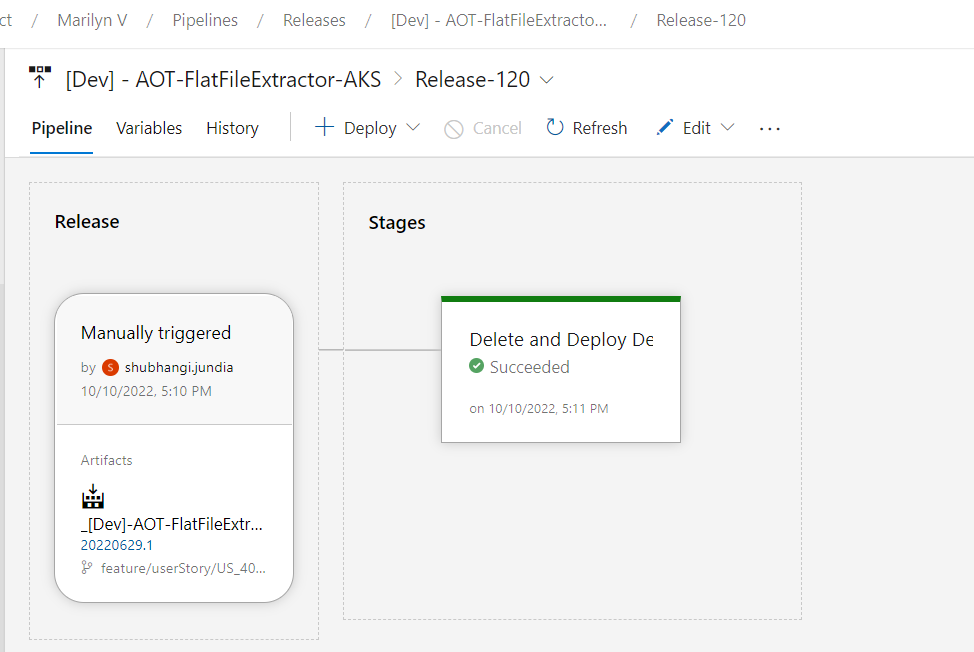 ct / Marilyn V / Pipelines / Releases / [Dev] - AOT-FlatFileExtracto... / Release-120
[Dev] - AOT-FlatFileExtractor-AKS > Release-120
Pipeline Variables History Deploy Cancel Refresh Edit ...
Release
Manually triggered
by S shubhangi.jundia
10/10/2022, 5:10 PM
Artifacts
_[Dev]-AOT-FlatFileExtr...
20220629.1
feature/userStory/US_40...
Stages
Delete and Deploy De
Succeeded
on 10/10/2022, 5:11 PM